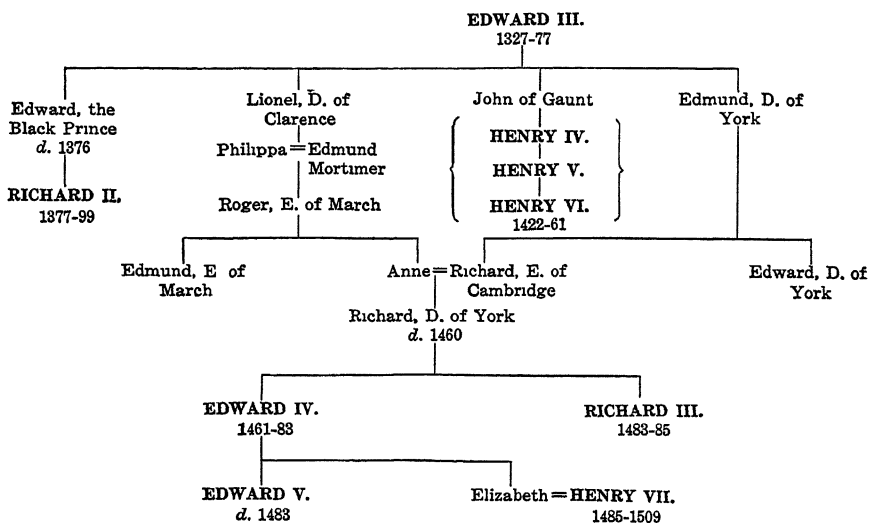 EDWARD III.
1327-77
Edward, the
Black Prince
d. 1376
RICHARD II.
1377-99
Lionel, D. of
Clarence
Philippa = Edmund
Mortimer
Roger, E. of March
John of Gaunt
HENRY IV.
HENRY V.
HENRY VI.
1422-61
Edmund, D. of
York
Edmund, E of
March
Anne = Richard, E. of
Cambridge
Edward, D. of
York
Richard, D. of York
d. 1460
EDWARD IV.
1461-83
RICHARD III.
1483-85
EDWARD V.
d. 1483
Elizabeth = HENRY VII.
1485-1509